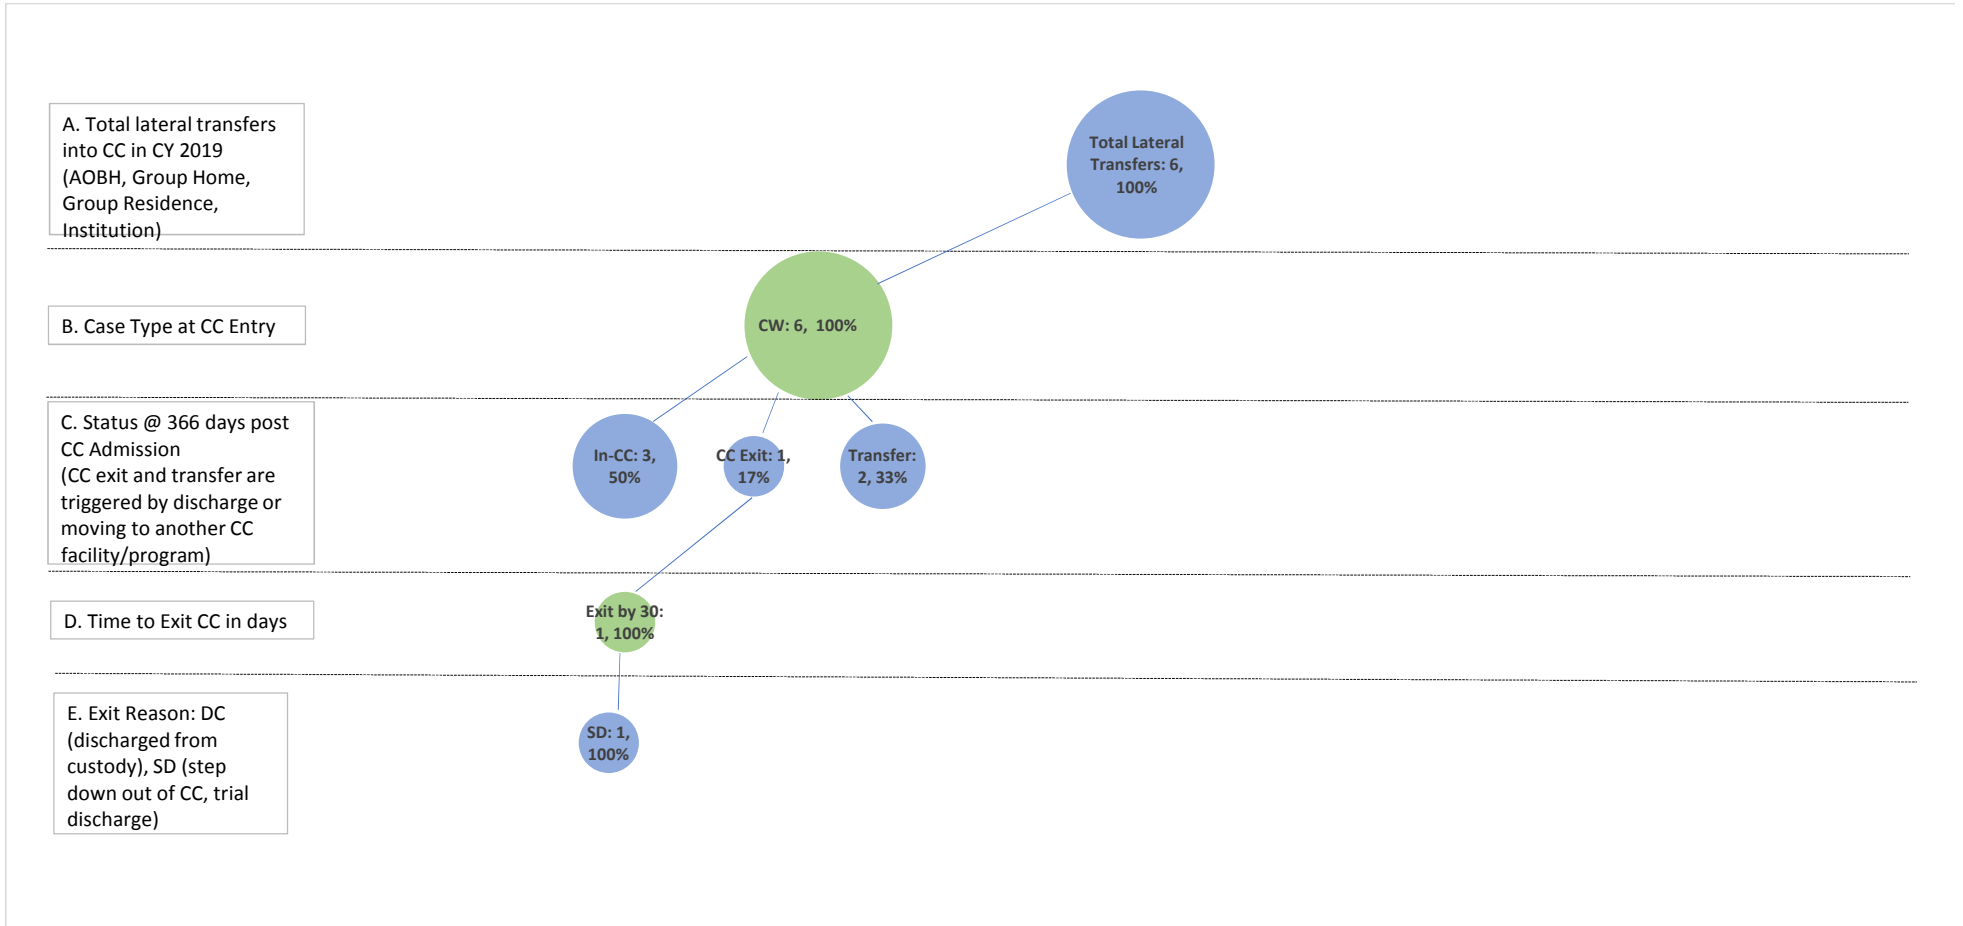 A. Total lateral transfers
into CC in CY 2019
(AOBH, Group Home,
Group Residence,
Institution)
Total Lateral
Transfers: 6,
100%
B. Case Type at CC Entry
CW: 6, 100%
C. Status @ 366 days post
CC Admission
(CC exit and transfer are
triggered by discharge or
moving to another CC
facility/program)
In-CC: 3,
50%
CC Exit: 1,
17%
Transfer:
2, 33%
D. Time to Exit CC in days
Exit by 30:
1, 100%
E. Exit Reason: DC
(discharged from
custody), SD (step
down out of CC, trial
discharge)
SD: 1,
100%